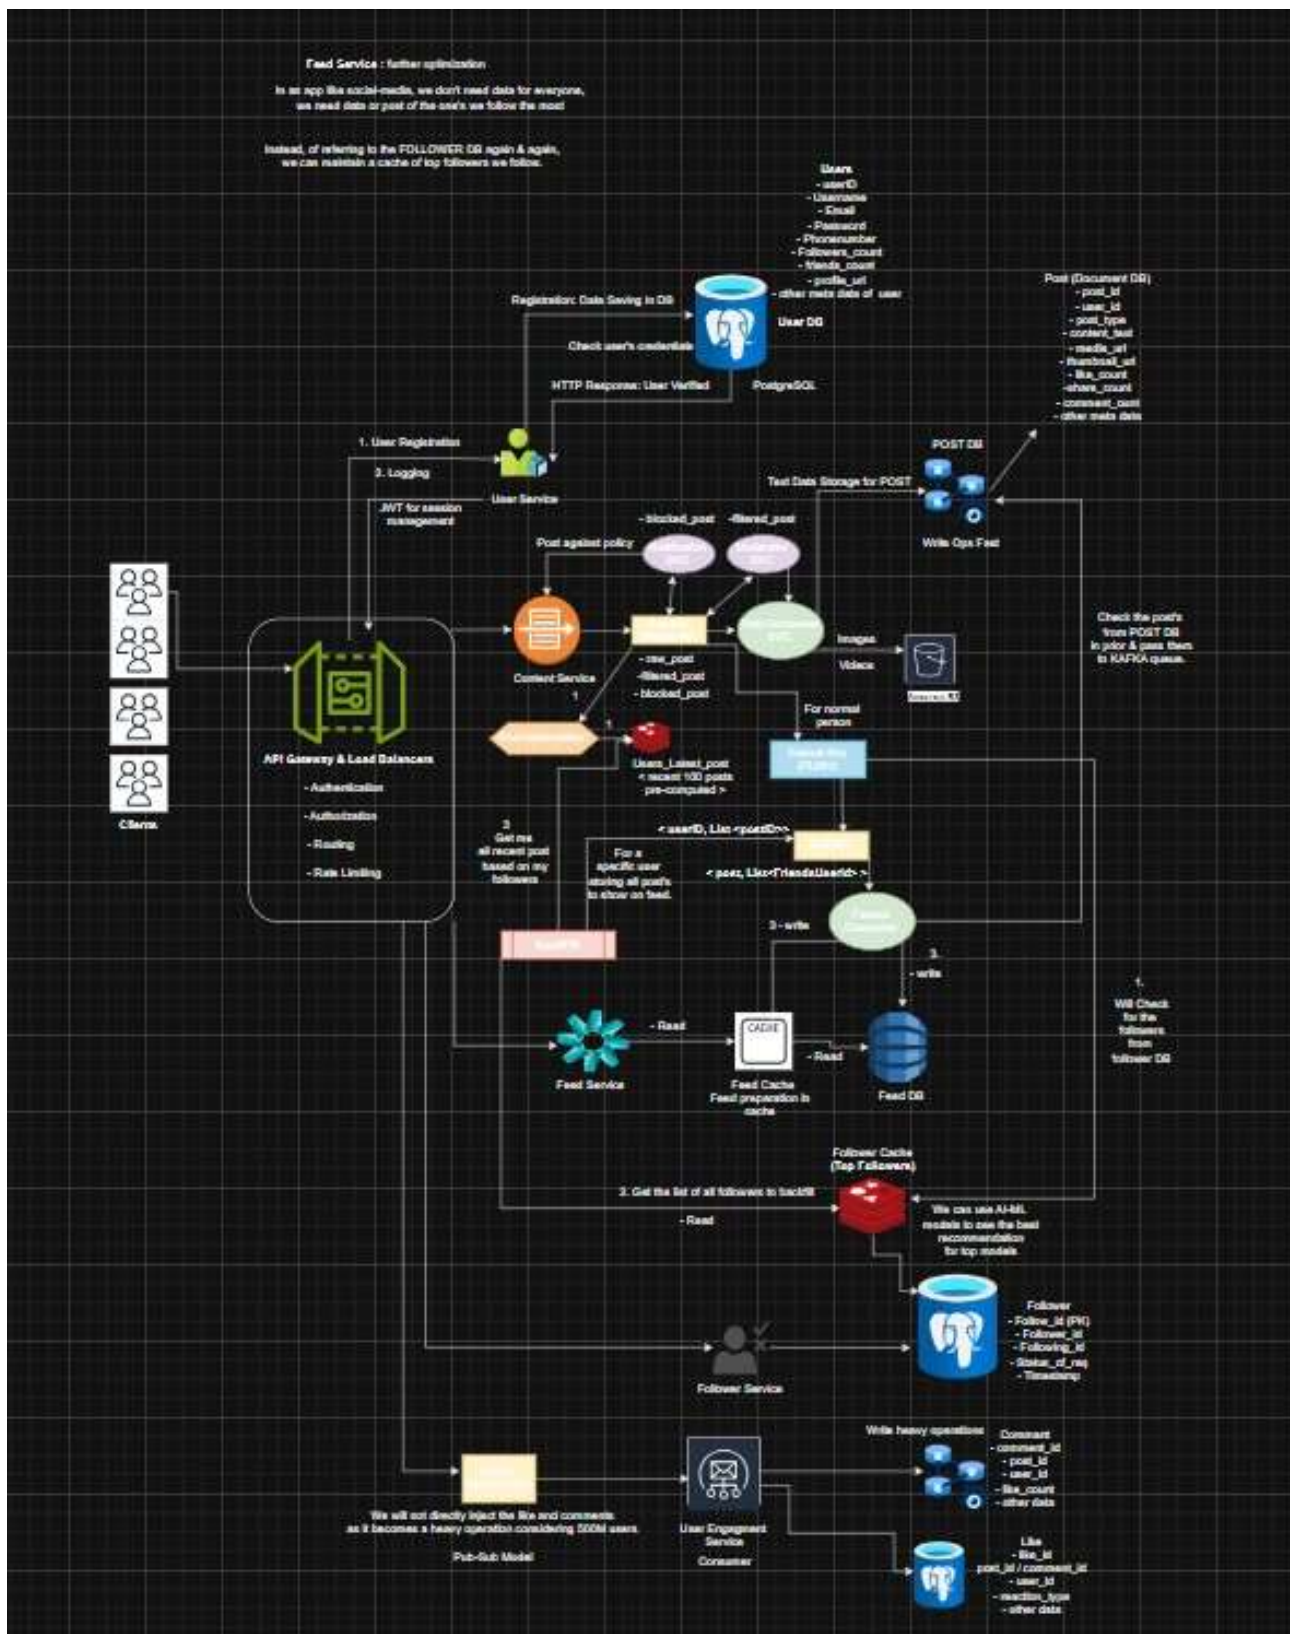 Feed Service : further optimization
In an app like social-media, we don't need data for everyone,
we need data or post of the one's we follow the most
Instead, of referring to the FOLLOWER DB again & again,
we can maintain a cache of top followers we follow.
Users
- userID
- Username
- Email
- Password
- Phonenumber
- Followers_count
- friends_count
- profile_url
- other meta data of user
User DB
PostgreSQL
Registration: Data Saving in DB
Check user's credentials
HTTP Response: User Verified
Post (Document DB)
- post_id
- user_id
- post_type
- content_text
- media_url
- thumbnail_url
- like_count
-share_count
- comment_count
- other meta data
POST DB
Write Ops Fast
Text Data Storage for POST
1. User Registration
2. Logging
User Service
JWT for session
management
- blocked_post
-filtered_post
Post against policy
Content Service
- raw_post
-filtered_post
- blocked_post
Images
Videos
Check the post's
from POST DB
in prior & pass them
to KAFKA queue.
API Gateway & Load Balancers
- Authentication
- Authorization
- Routing
- Rate Limiting
Clients
1
1.
Users_Latest_post
< recent 100 posts
pre-computed >
For normal
person
3
Get me
all recent post
based on my
followers
For a
specific user
storing all post's
to show on feed.
< userID, List <postID>>
< post, List<FriendsUserId> >
3 - write
3.
- write
1.
Will Check
for the
followers
from
follower DB
Feed Service
- Read
CACHE
Feed Cache
Feed preparation in
cache
- Read
Feed DB
Follower Cache
(Top Followers)
2. Get the list of all followers to backfill
- Read
We can use AI-ML
models to see the best
recommendation
for top models
Follower
- Follow_id (PK)
- Follower_id
- Following_id
- Status_of_req
- Timestamp
Follower Service
Write heavy operations
Comment
- comment_id
- post_id
- user_id
- like_count
- other data
We will not directly inject the like and comments
as it becomes a heavy operation considering 500M users
Pub-Sub Model
User Engagment
Service
Consumer
Like
- like_id
post_id / comment_id
- user_id
- reaction_type
- other data